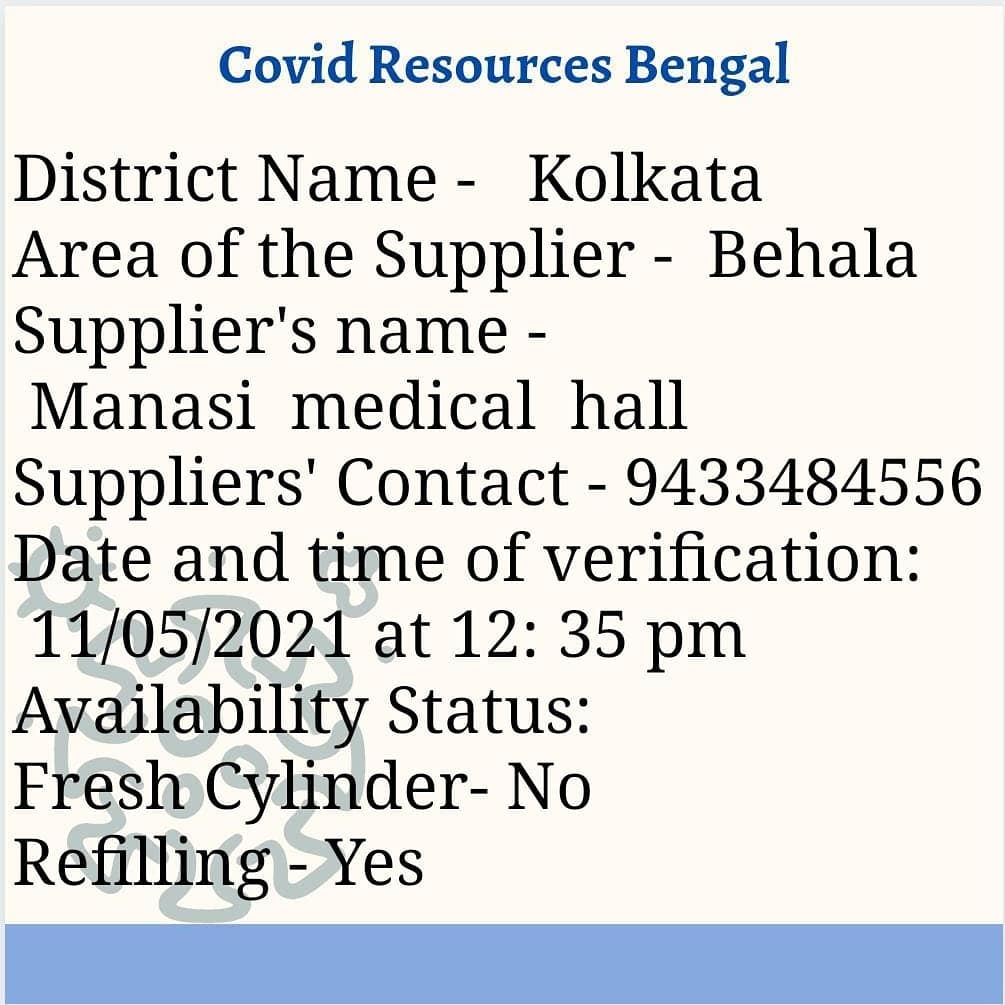 Covid Resources Bengal
District Name - Kolkata
Area of the Supplier - Behala
Supplier's name -
Manasi medical hall
Suppliers' Contact - 9433484556
Date and time of verification:
11/05/2021 at 12: 35 pm
Availability Status:
Fresh Cylinder- No
Refilling - Yes